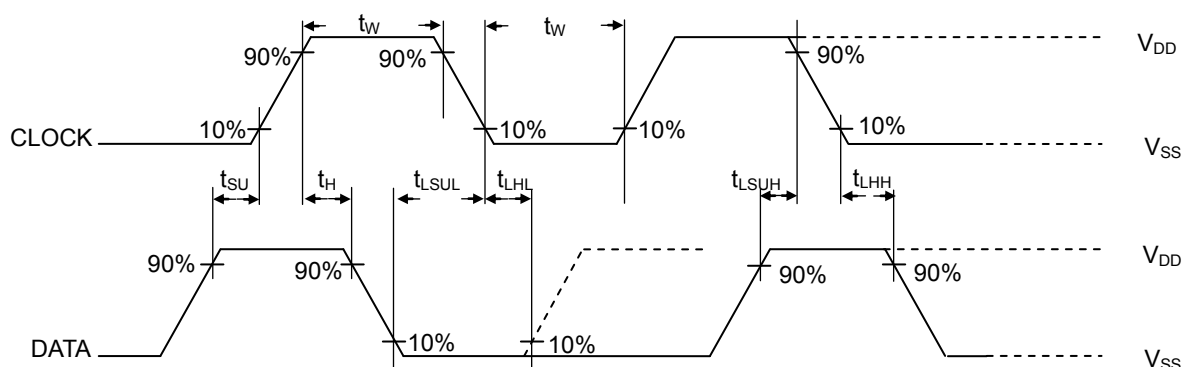 tW tW
90% 90% 90% VDD
CLOCK 10% 10% 10% 10% VSS
tSU tH tLSUL tLHL tLSUH tLHH
90% 90% 90% 90% VDD
DATA 10% 10% VSS